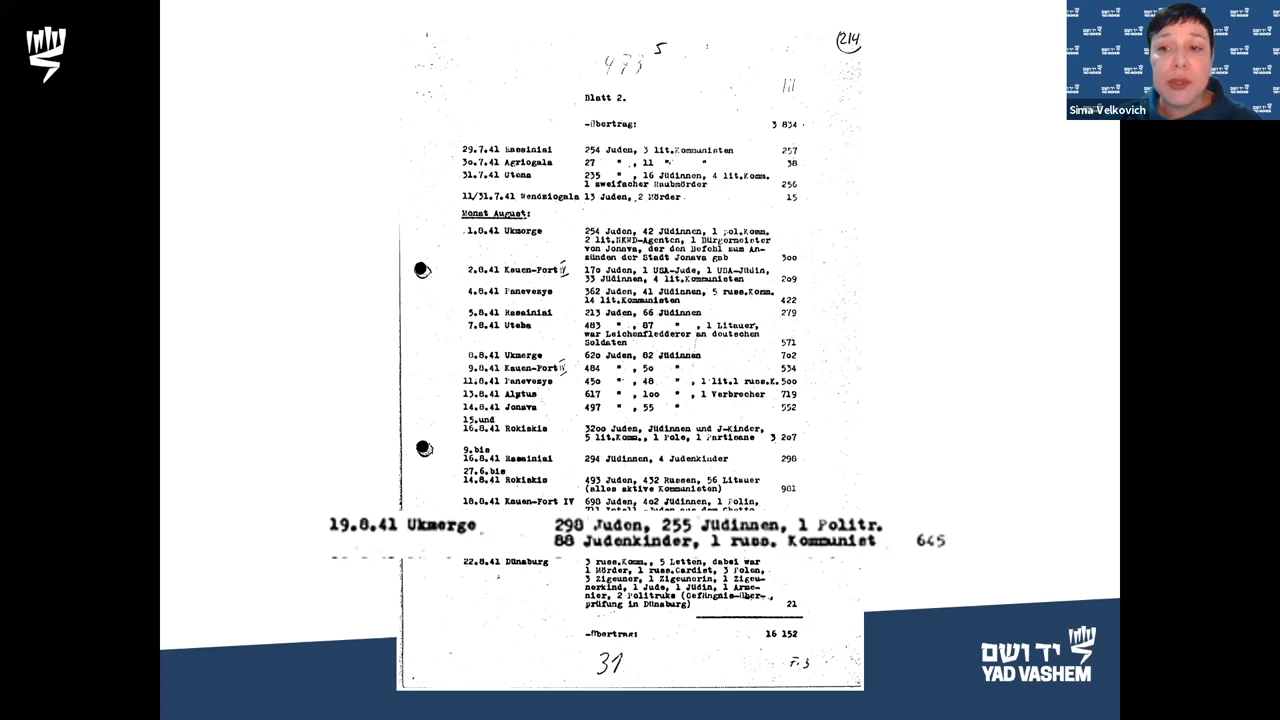 214
5
473
lil
Blatt 2.
-Übertrag: 3 834
29.7.41 Rassiniai 254 Juden, 3 lit.Kommunisten 257
30.7.41 Agriogala 27 " , 11 " " 38
31.7.41 Utena 235 " , 16 Jüdinnen, 4 lit.Komm.
1 zweifacher Raubmörder 256
11/31.7.41 Wendziogala 13 Juden, 2 Mörder 15
Monat August:
1.8.41 Ukmerge 254 Juden, 42 Jüdinnen, 1 pol.Komm.
2 lit.NKWD-Agenten, 1 Bürgermeister
von Jonava, der den Befehl zum An-
zünden der Stadt Jonava gab 300
2.8.41 Kauen-Fort IV 170 Juden, 1 USA-Jude, 1 USA-Jüdin,
33 Jüdinnen, 4 lit.Kommunisten 209
4.8.41 Panevezys 362 Juden, 41 Jüdinnen, 5 russ.Komm.
14 lit.Kommunisten 422
5.8.41 Rasainiai 213 Juden, 66 Jüdinnen 279
7.8.41 Uteba 483 " , 87 " , 1 Litauer,
war Leichenfledderer an deutschen
Soldaten 571
8.8.41 Ukmerge 620 Juden, 82 Jüdinnen 702
9.8.41 Kauen-Fort IV 484 " , 50 " 534
11.8.41 Panevezys 450 " , 48 " , 1 lit.1 russ.K. 500
13.8.41 Alytus 617 " , 100 " , 1 Verbrecher 719
14.8.41 Jonava 497 " , 55 " 552
15.und
16.8.41 Rokiskis 3200 Juden, Jüdinnen und J-Kinder,
5 lit.Komm., 1 Pole, 1 Partisane 3 207
9.bis
16.8.41 Rasainiai 294 Jüdinnen, 4 Judenkinder 298
27.6.bis
14.8.41 Rokiskis 493 Juden, 432 Russen, 56 Litauer
(alles aktive Kommunisten) 981
18.8.41 Kauen-Fort IV 698 Juden, 402 Jüdinnen, 1 Polin,
19.8.41 Ukmerge 298 Juden, 255 Jüdinnen, 1 Politr.
88 Judenkinder, 1 russ. Kommunist 645
22.8.41 Dünaburg 3 russ.Komm., 5 Letten, dabei war
1 Mörder, 1 russ.Gardist, 3 Polen,
3 Zigeuner, 1 Zigeunerin, 1 Zigeu-
nerkind, 1 Jude, 1 Jüdin, 1 Arme-
nier, 2 Politruks (Gefängnis-Über-
prüfung in Dünaburg) 21
-Übertrag: 16 152
31
F.3
Sima Velkovich
יד ושם
YAD VASHEM